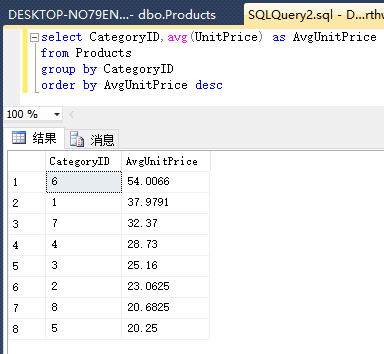 DESKTOP-NO79EN...- dbo.Products
SQLQuery2.sql - D...rthw
select CategoryID,avg(UnitPrice) as AvgUnitPrice
from Products
group by CategoryID
order by AvgUnitPrice desc
100 %
结果 消息
CategoryID AvgUnitPrice
1 6 54.0066
2 1 37.9791
3 7 32.37
4 4 28.73
5 3 25.16
6 2 23.0625
7 8 20.6825
8 5 20.25